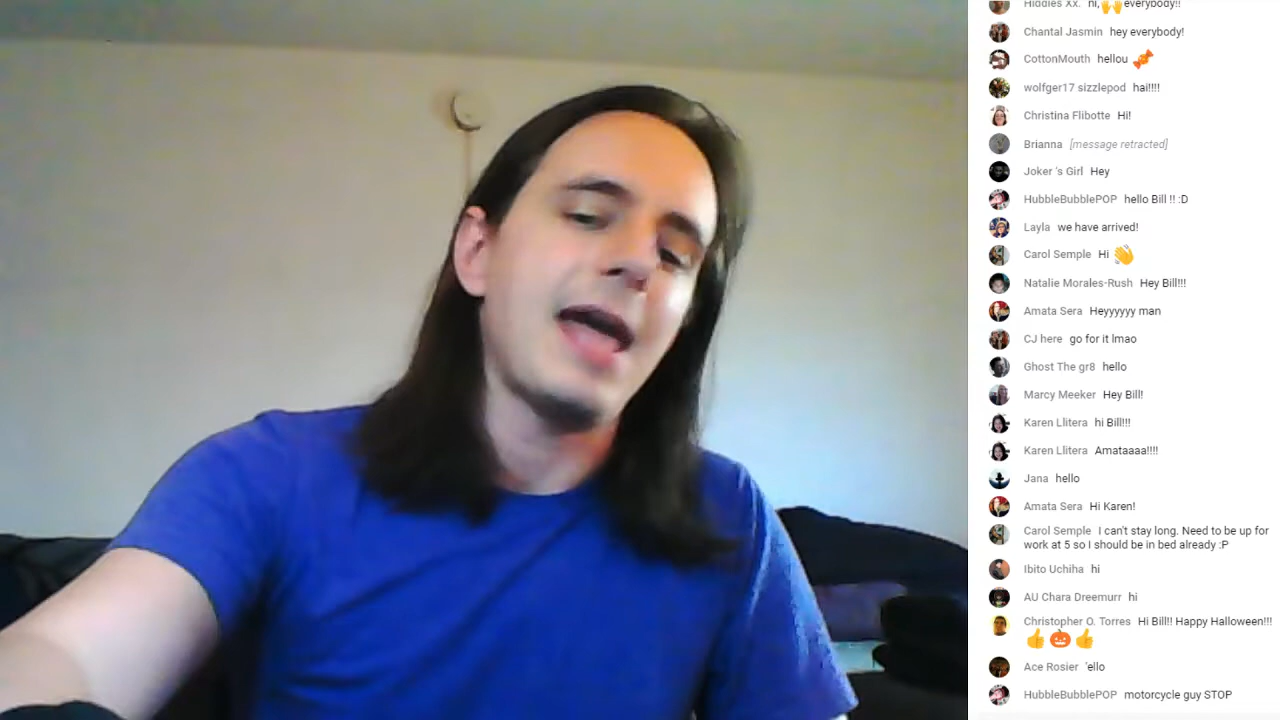 Hiddles Xx. hi,🙌everybody!!
Chantal Jasmin hey everybody!
CottonMouth hellou 🍬
wolfger17 sizzlepod hai!!!!
Christina Flibotte Hi!
Brianna [message retracted]
Joker 's Girl Hey
HubbleBubblePOP hello Bill !! :D
Layla we have arrived!
Carol Semple Hi 👋
Natalie Morales-Rush Hey Bill!!!
Amata Sera Heyyyyyy man
CJ here go for it lmao
Ghost The gr8 hello
Marcy Meeker Hey Bill!
Karen Llitera hi Bill!!!
Karen Llitera Amataaaa!!!!
Jana hello
Amata Sera Hi Karen!
Carol Semple I can't stay long. Need to be up for
work at 5 so I should be in bed already :P
Ibito Uchiha hi
AU Chara Dreemurr hi
Christopher O. Torres Hi Bill!! Happy Halloween!!!
👍🎃👍
Ace Rosier 'ello
HubbleBubblePOP motorcycle guy STOP